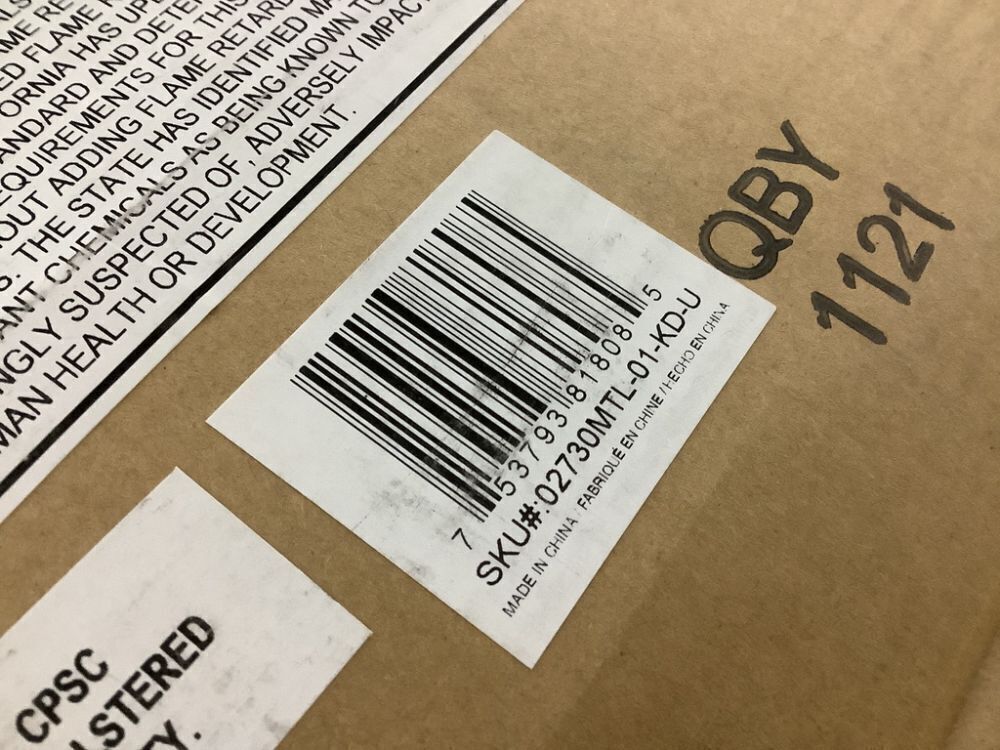 AME RE
ED FLAME R
FORNIA HAS UP
ANDARD AND DETE
EQUIREMENTS FOR THIS
OUT ADDING FLAME RETARD
S. THE STATE HAS IDENTIFIED MA
ANT CHEMICALS AS BEING KNOWN TO
NGLY SUSPECTED OF, ADVERSELY IMPAC
MAN HEALTH OR DEVELOPMENT.
7 53793 81808 5
SKU#:02730MTL-01-KD-U
MADE IN CHINA / FABRIQUÉ EN CHINE / HECHO EN CHINA
QBY
1121
CPSC
LSTERED
TY.